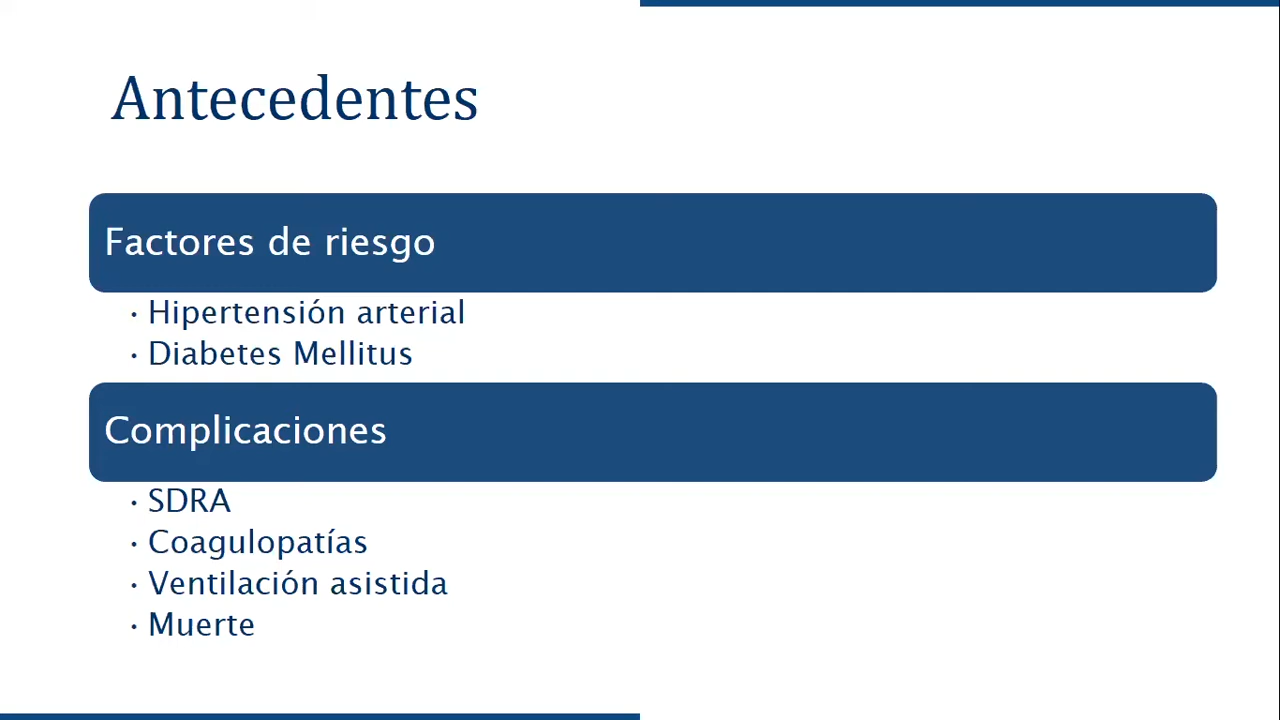 Antecedentes
Factores de riesgo
• Hipertensión arterial
• Diabetes Mellitus
Complicaciones
• SDRA
• Coagulopatías
• Ventilación asistida
• Muerte